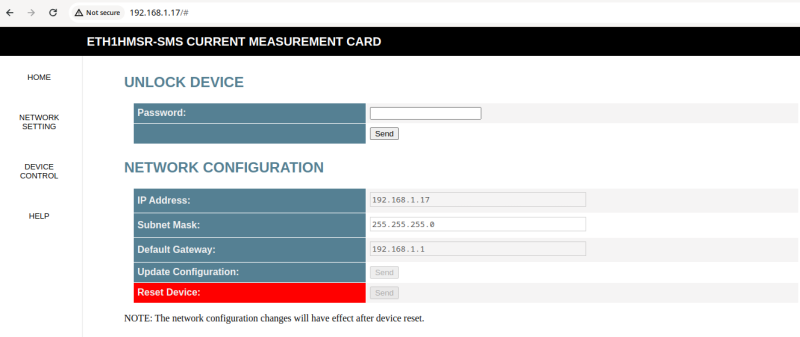 Not secure 192.168.1.17/#
ETH1HMSR-SMS CURRENT MEASUREMENT CARD
HOME
NETWORK
SETTING
DEVICE
CONTROL
HELP
UNLOCK DEVICE
Password:
Send
NETWORK CONFIGURATION
IP Address: 192.168.1.17
Subnet Mask: 255.255.255.0
Default Gateway: 192.168.1.1
Update Configuration: Send
Reset Device: Send
NOTE: The network configuration changes will have effect after device reset.